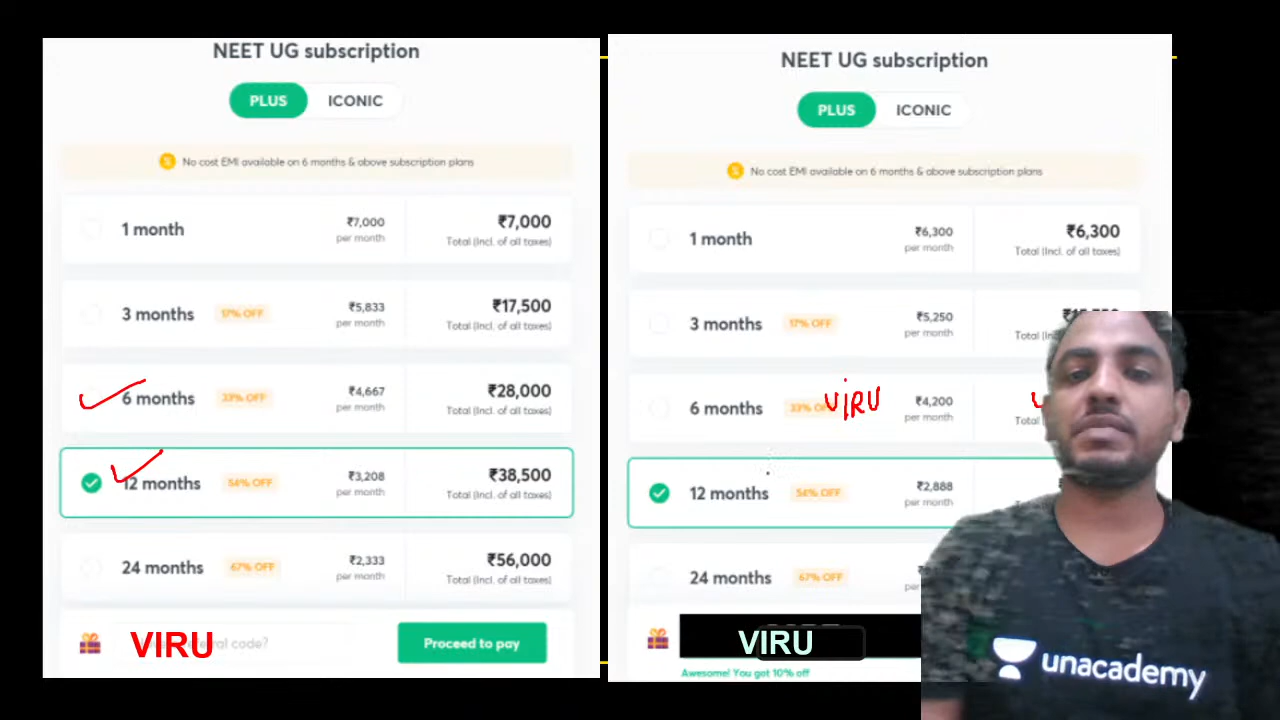 NEET UG subscription
PLUS
ICONIC
No cost EMI available on 6 months & above subscription plans
1 month
₹7,000
per month
₹7,000
Total (Incl. of all taxes)
3 months
17% OFF
₹5,833
per month
₹17,500
Total (Incl. of all taxes)
6 months
33% OFF
₹4,667
per month
₹28,000
Total (Incl. of all taxes)
12 months
54% OFF
₹3,208
per month
₹38,500
Total (Incl. of all taxes)
24 months
67% OFF
₹2,333
per month
₹56,000
Total (Incl. of all taxes)
VIRU
code?
Proceed to pay
NEET UG subscription
PLUS
ICONIC
No cost EMI available on 6 months & above subscription plans
1 month
₹6,300
per month
₹6,300
Total (Incl. of all taxes)
3 months
17% OFF
₹5,250
per month
Total
6 months
33%
VIRU
₹4,200
per month
Total
12 months
54% OFF
₹2,888
per month
24 months
67% OFF
VIRU
Awesome! You got 10% off
unacademy